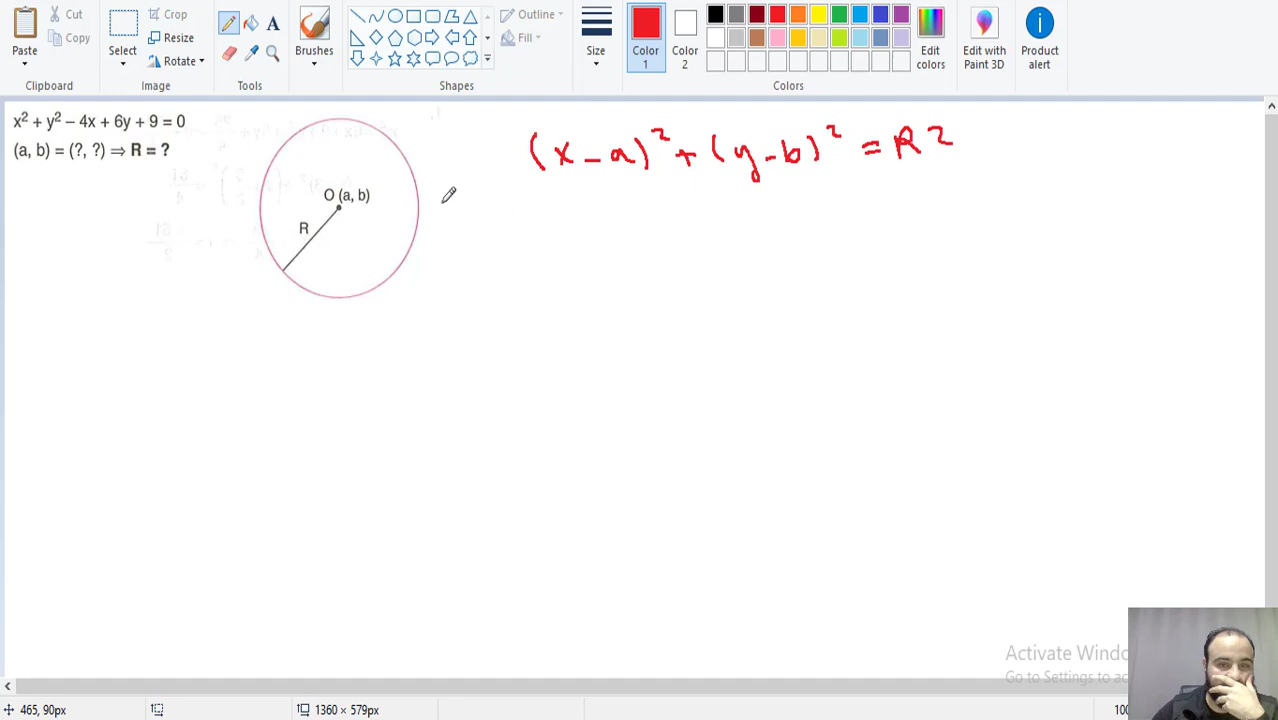 Cut
Crop
Outline
Copy
Resize
Fill
Paste
Select
Rotate
Brushes
Size
Color 1
Color 2
Edit colors
Edit with Paint 3D
Product alert
Clipboard
Image
Tools
Shapes
Colors
x² + y² – 4x + 6y + 9 = 0
(a, b) = (?, ?) ⇒ R = ?
O (a, b)
R
(x – a)² + (y – b)² = R2
Activate Windo
Go to Settings to ac
465, 90px
1360 × 579px